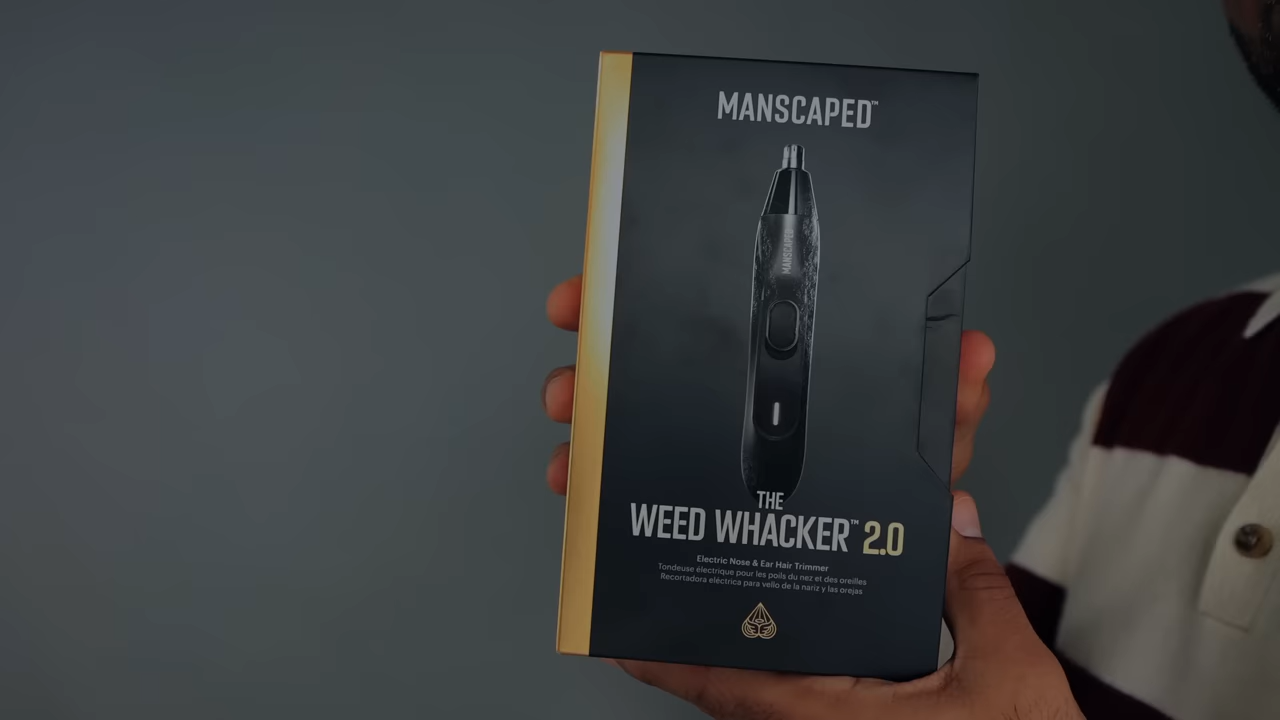 MANSCAPED™
MANSCAPED
THE
WEED WHACKER™ 2.0
Electric Nose & Ear Hair Trimmer
Tondeuse électrique pour les poils du nez et des oreilles
Recortadora eléctrica para vello de la nariz y las orejas